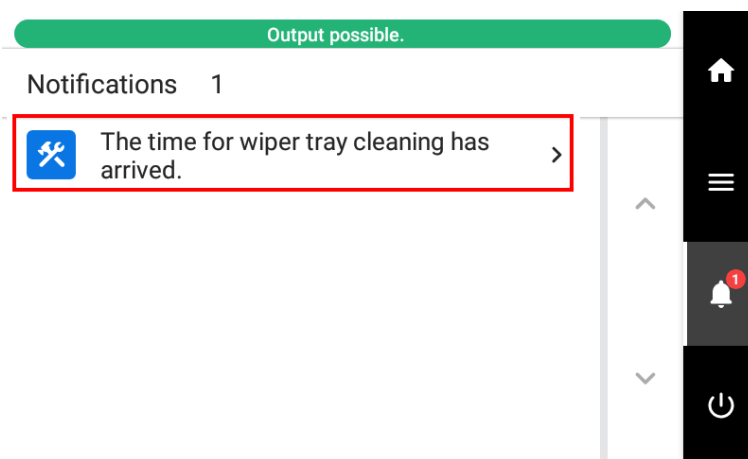 Output possible.
Notifications 1
The time for wiper tray cleaning has
arrived.
1